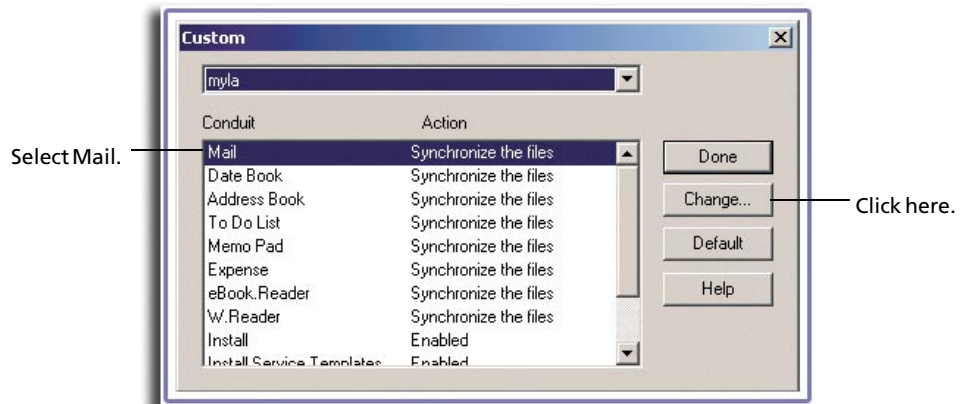 Custom
myla
Conduit Action
Select Mail.
Mail Synchronize the files
Done
Date Book Synchronize the files
Address Book Synchronize the files
Change...
Click here.
To Do List Synchronize the files
Memo Pad Synchronize the files
Default
Expense Synchronize the files
eBook.Reader Synchronize the files
Help
W.Reader Synchronize the files
Install Enabled
Install Service Templates Enabled